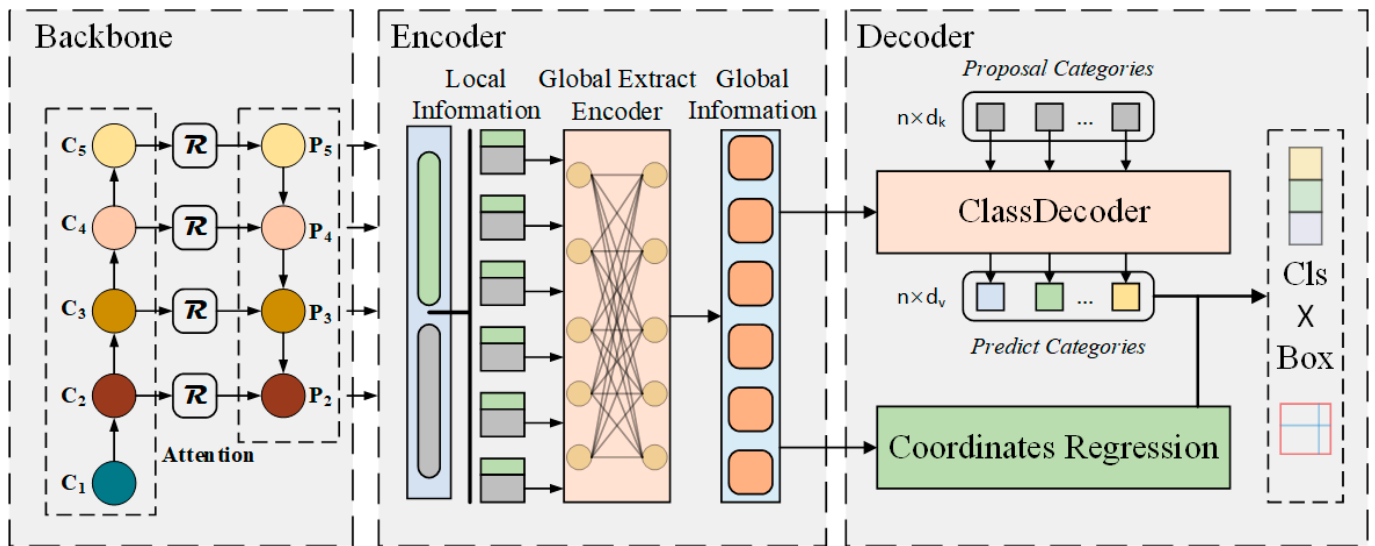 Backbone
C₅
R
P₅
C₄
R
P₄
C₃
R
P₃
C₂
R
P₂
Attention
C₁
Encoder
Local
Information
Global Extract
Encoder
Global
Information
Decoder
Proposal Categories
n×dₖ
...
ClassDecoder
n×dᵥ
...
Predict Categories
Coordinates Regression
Cls
X
Box